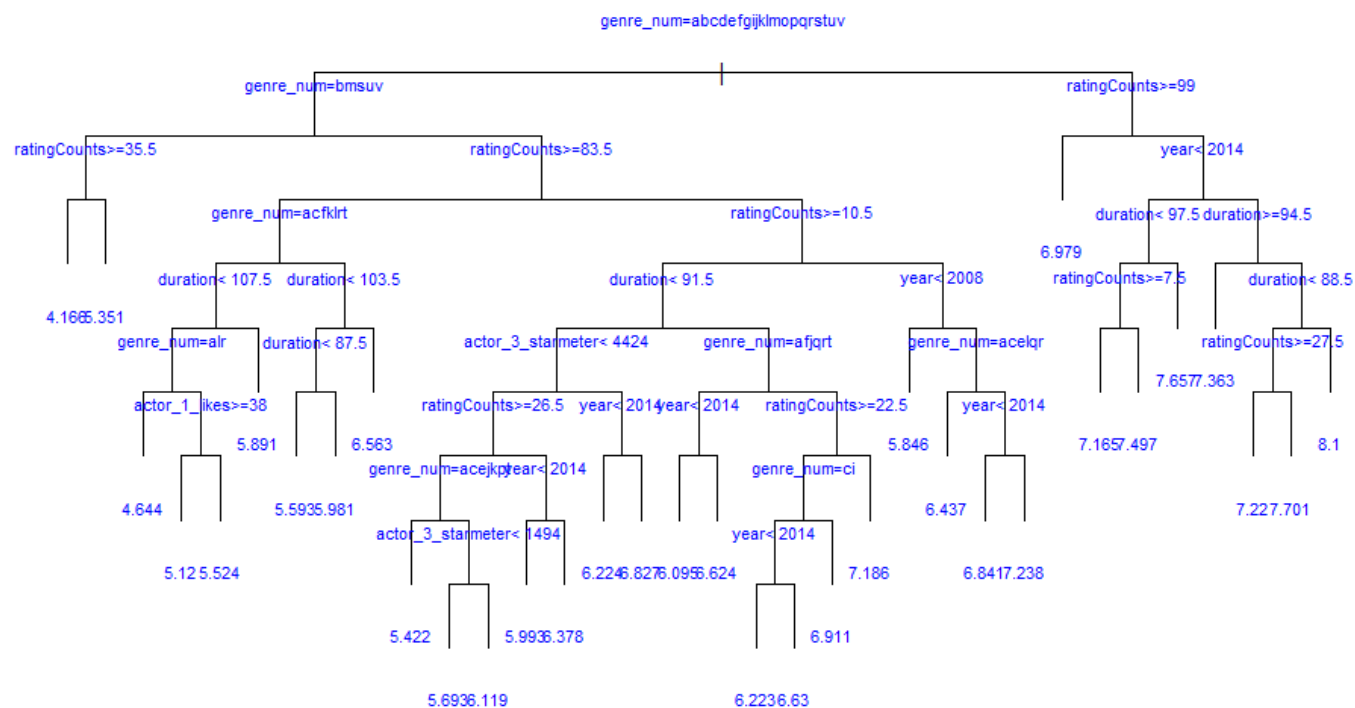 genre_num=abcdefgijklmopqrstuv
genre_num=bmsuv ratingCounts>=99
ratingCounts>=35.5 ratingCounts>=83.5 year< 2014
genre_num=acfklrt ratingCounts>=10.5 duration< 97.5 duration>=94.5
6.979
duration< 107.5 duration< 103.5 duration< 91.5 year< 2008 ratingCounts>=7.5 duration< 88.5
4.166 5.351
genre_num=alr duration< 87.5 actor_3_starmeter< 4424 genre_num=afjqrt genre_num=acelqr ratingCounts>=27.5
7.657 7.363
actor_1_likes>=38 ratingCounts>=26.5 year< 2014 year< 2014 ratingCounts>=22.5 year< 2014
5.891 6.563 5.846 7.165 7.497 8.1
year< 2014 genre_num=ci
4.644 5.593 5.981 6.437 7.22 7.701
actor_3_starmeter< 1494 year< 2014
5.12 5.524 6.224 6.827 6.095 6.624 7.186 6.841 7.238
5.422 5.993 6.378 6.911
5.693 6.119 6.223 6.63